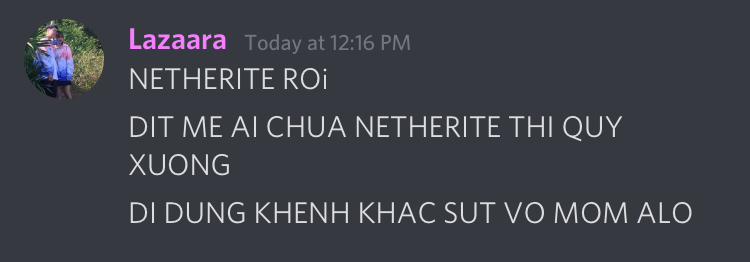 Lazaara Today at 12:16 PM
NETHERITE ROi
DIT ME AI CHUA NETHERITE THI QUY
XUONG
DI DUNG KHENH KHAC SUT VO MOM ALO